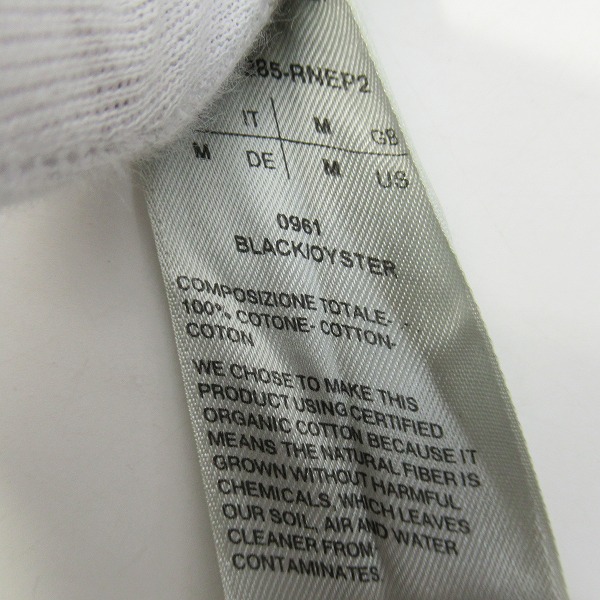 285-RNEP2
IT M GB
M DE M US
0961
BLACK/OYSTER
COMPOSIZIONE TOTALE-
100% COTONE- COTTON-
COTON
WE CHOSE TO MAKE THIS
PRODUCT USING CERTIFIED
ORGANIC COTTON BECAUSE IT
MEANS THE NATURAL FIBER IS
GROWN WITHOUT HARMFUL
CHEMICALS, WHICH LEAVES
OUR SOIL, AIR AND WATER
CLEANER FROM
CONTAMINATES.